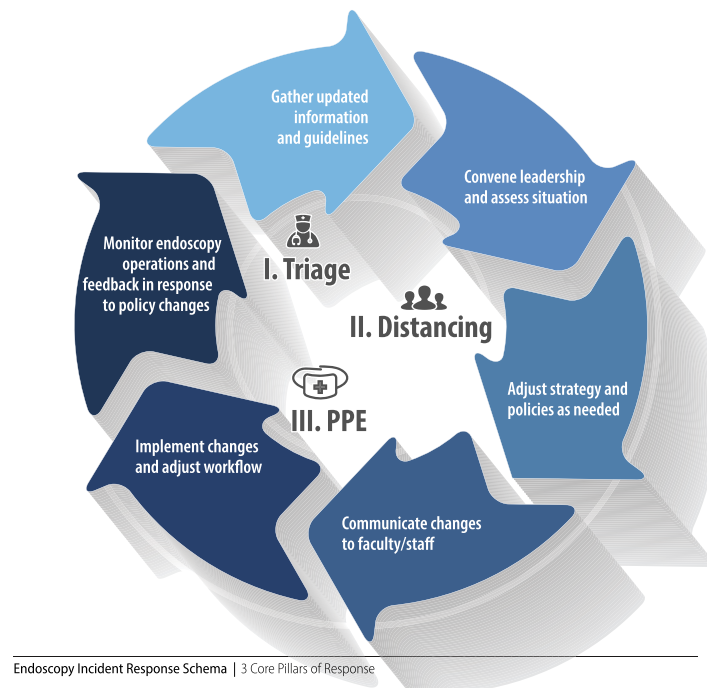 Gather updated
information
and guidelines
Convene leadership
and assess situation
Adjust strategy and
policies as needed
Communicate changes
to faculty/staff
Implement changes
and adjust workflow
Monitor endoscopy
operations and
feedback in response
to policy changes
I. Triage
II. Distancing
III. PPE
Endoscopy Incident Response Schema | 3 Core Pillars of Response